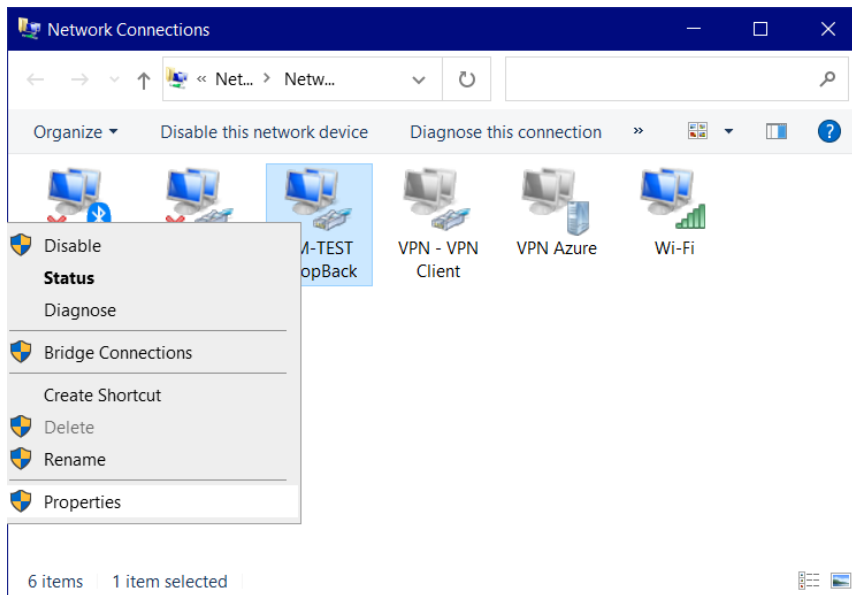 Network Connections
« Net... > Netw...
Organize
Disable this network device
Diagnose this connection
»
?
M-TEST
opBack
VPN - VPN
Client
VPN Azure
Wi-Fi
Disable
Status
Diagnose
Bridge Connections
Create Shortcut
Delete
Rename
Properties
6 items
1 item selected